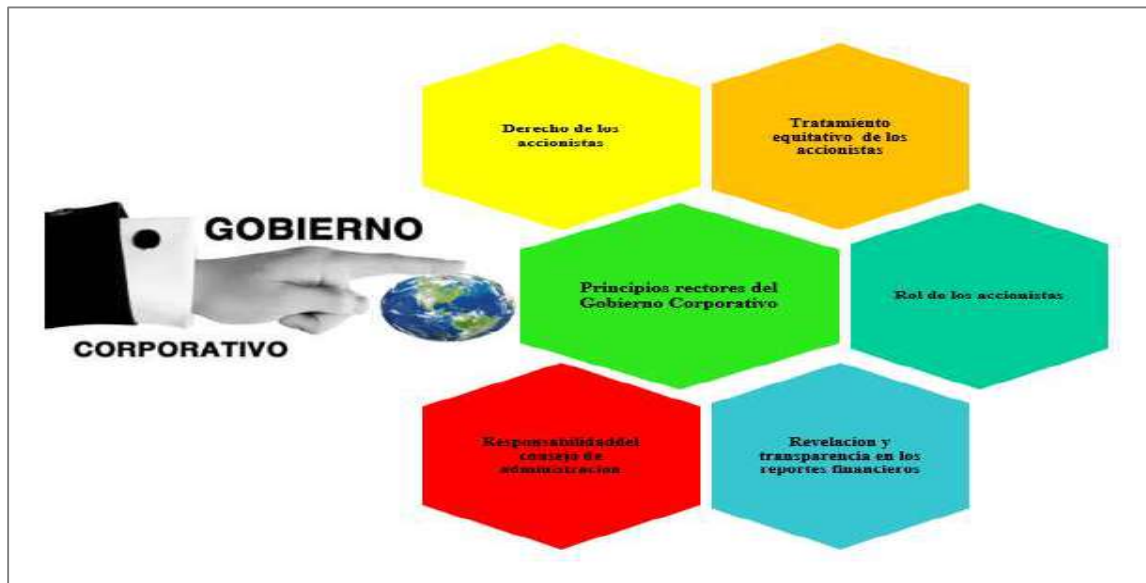 GOBIERNO
CORPORATIVO
Derecho de los
accionistas
Tratamiento
equitativo de los
accionistas
Principios rectores del
Gobierno Corporativo
Rol de los accionistas
Responsabilidaddel
consejo de
administracion
Revelacion y
transparencia en los
reportes financieros